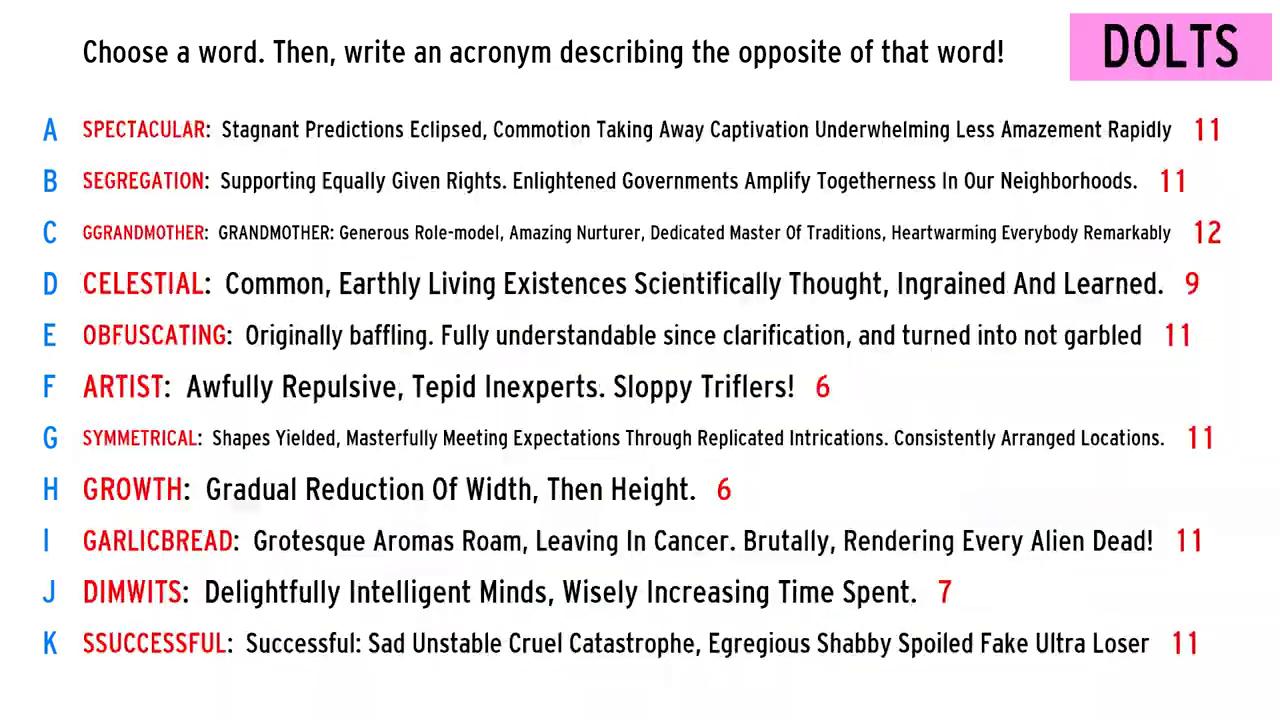 Choose a word. Then, write an acronym describing the opposite of that word!
DOLTS
A SPECTACULAR: Stagnant Predictions Eclipsed, Commotion Taking Away Captivation Underwhelming Less Amazement Rapidly 11
B SEGREGATION: Supporting Equally Given Rights. Enlightened Governments Amplify Togetherness In Our Neighborhoods. 11
C GGRANDMOTHER: GRANDMOTHER: Generous Role-model, Amazing Nurturer, Dedicated Master Of Traditions, Heartwarming Everybody Remarkably 12
D CELESTIAL: Common, Earthly Living Existences Scientifically Thought, Ingrained And Learned. 9
E OBFUSCATING: Originally baffling. Fully understandable since clarification, and turned into not garbled 11
F ARTIST: Awfully Repulsive, Tepid Inexperts. Sloppy Triflers! 6
G SYMMETRICAL: Shapes Yielded, Masterfully Meeting Expectations Through Replicated Intrications. Consistently Arranged Locations. 11
H GROWTH: Gradual Reduction Of Width, Then Height. 6
I GARLICBREAD: Grotesque Aromas Roam, Leaving In Cancer. Brutally, Rendering Every Alien Dead! 11
J DIMWITS: Delightfully Intelligent Minds, Wisely Increasing Time Spent. 7
K SSUCCESSFUL: Successful: Sad Unstable Cruel Catastrophe, Egregious Shabby Spoiled Fake Ultra Loser 11